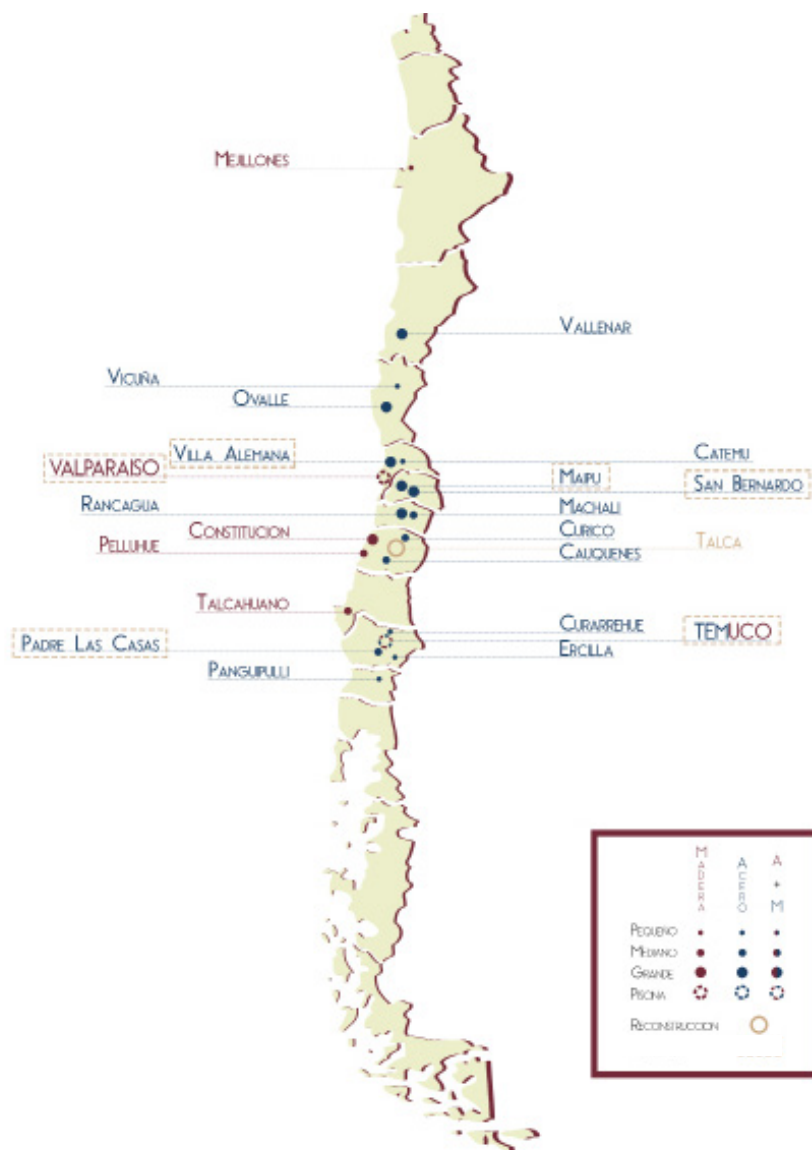 Mejillones
Vallenar
Vicuña
Ovalle
Villa Alemana
Catemu
VALPARAISO
Maipu
San Bernardo
Rancagua
Machali
Constitucion
Curico
Pelluhue
Cauquenes
Talca
Talcahuano
Curarrehue
TEMUCO
Padre Las Casas
Ercilla
Panguipulli
Madera
Acero
A + M
Pequeño
Mediano
Grande
Piscina
Reconstruccion